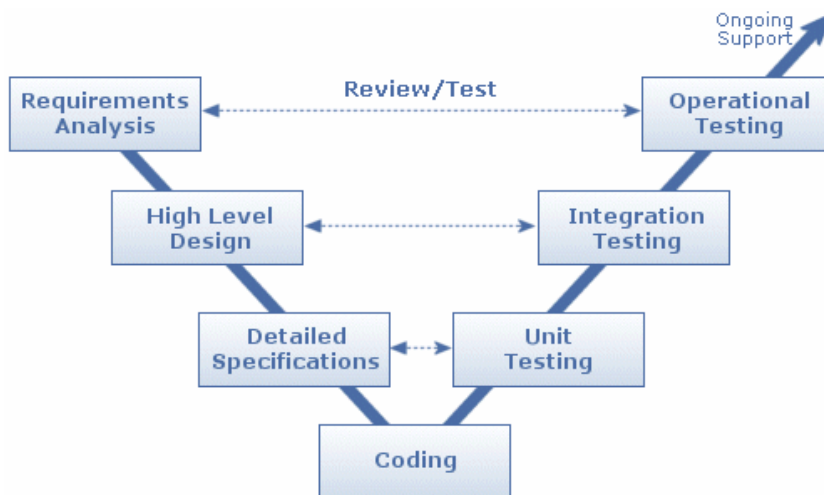 Ongoing
Support
Requirements
Analysis
Review/Test
Operational
Testing
High Level
Design
Integration
Testing
Detailed
Specifications
Unit
Testing
Coding